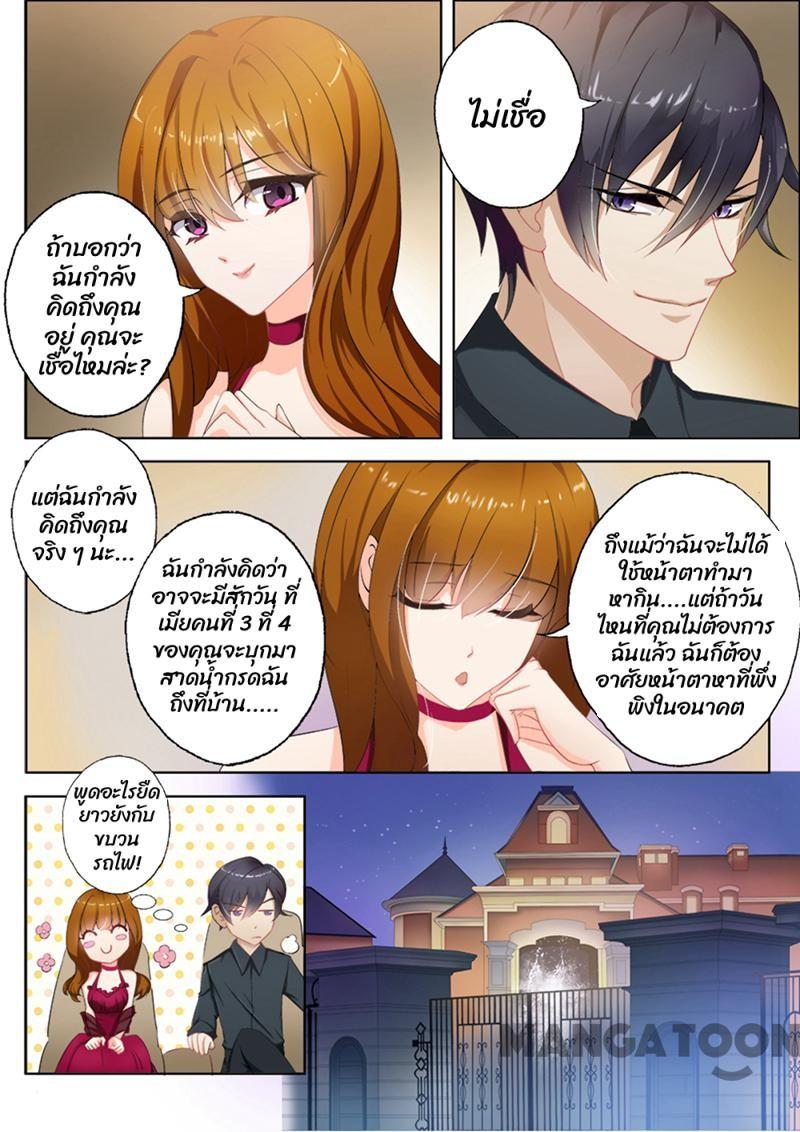 ถ้าบอกว่า
ฉันกำลัง
คิดถึงคุณ
อยู่ คุณจะ
เชื่อไหมล่ะ?
ไม่เชื่อ
แต่ฉันกำลัง
คิดถึงคุณ
จริง ๆ นะ...
ฉันกำลังคิดว่า
อาจจะมีสักวัน ที่
เมียคนที่ 3 ที่ 4
ของคุณจะบุกมา
สาดน้ำกรดฉัน
ถึงที่บ้าน.....
ถึงแม้ว่าฉันจะไม่ได้
ใช้หน้าตาทำมา
หากิน....แต่ถ้าวัน
ไหนที่คุณไม่ต้องการ
ฉันแล้ว ฉันก็ต้อง
อาศัยหน้าตาหาที่พึ่ง
พิงในอนาคต
พูดอะไรยืด
ยาวยังกับ
ขบวน
รถไฟ!
MANGATOON